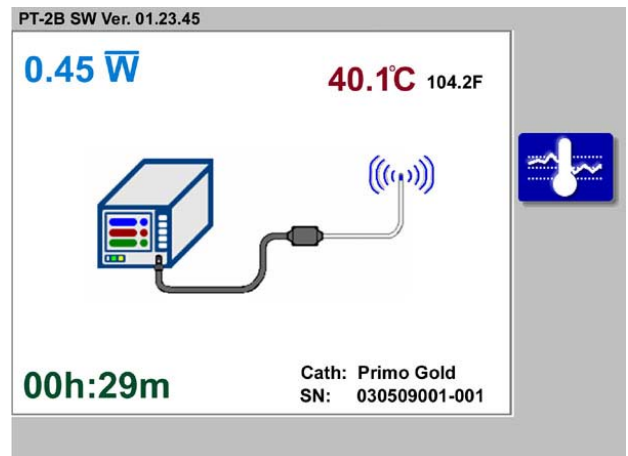 PT-2B SW Ver. 01.23.45
0.45 W̅
40.1°C 104.2F
00h:29m
Cath: Primo Gold
SN: 030509001-001